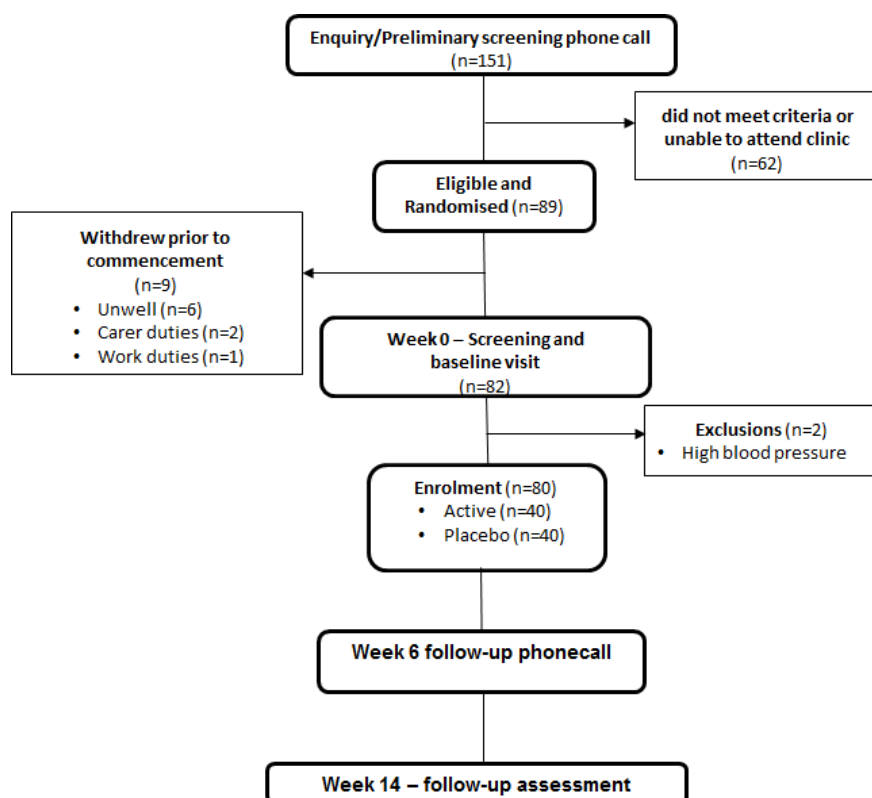 Enquiry/Preliminary screening phone call
(n=151)
did not meet criteria or
unable to attend clinic
(n=62)
Eligible and
Randomised (n=89)
Withdrew prior to
commencement
(n=9)
• Unwell (n=6)
• Carer duties (n=2)
• Work duties (n=1)
Week 0 – Screening and
baseline visit
(n=82)
Exclusions (n=2)
• High blood pressure
Enrolment (n=80)
• Active (n=40)
• Placebo (n=40)
Week 6 follow-up phonecall
Week 14 – follow-up assessment